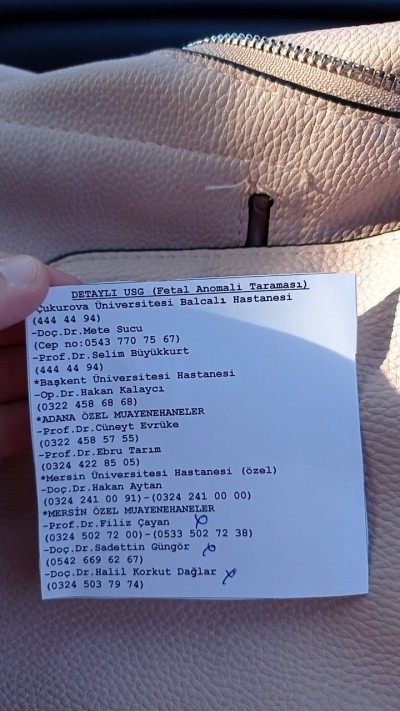 DETAYLI USG (Fetal Anomali Taraması)
Çukurova Üniversitesi Balcalı Hastanesi
(444 44 94)
-Doç.Dr.Mete Sucu
(Cep no:0543 770 75 67)
-Prof.Dr.Selim Büyükkurt
(444 44 94)
*Başkent Üniversitesi Hastanesi
-Op.Dr.Hakan Kalaycı
(0322 458 68 68)
*ADANA ÖZEL MUAYENEHANELER
-Prof.Dr.Cüneyt Evrüke
(0322 458 57 55)
-Prof.Dr.Ebru Tarım
(0324 422 85 05)
*Mersin Üniversitesi Hastanesi (özel)
-Doç.Dr.Hakan Aytan
(0324 241 00 91)-(0324 241 00 00)
*MERSİN ÖZEL MUAYENEHANELER
-Prof.Dr.Filiz Çayan
(0324 502 72 00)-(0533 502 72 38)
-Doç.Dr.Sadettin Güngör
(0542 669 62 67)
-Doç.Dr.Halil Korkut Dağlar
(0324 503 79 74)